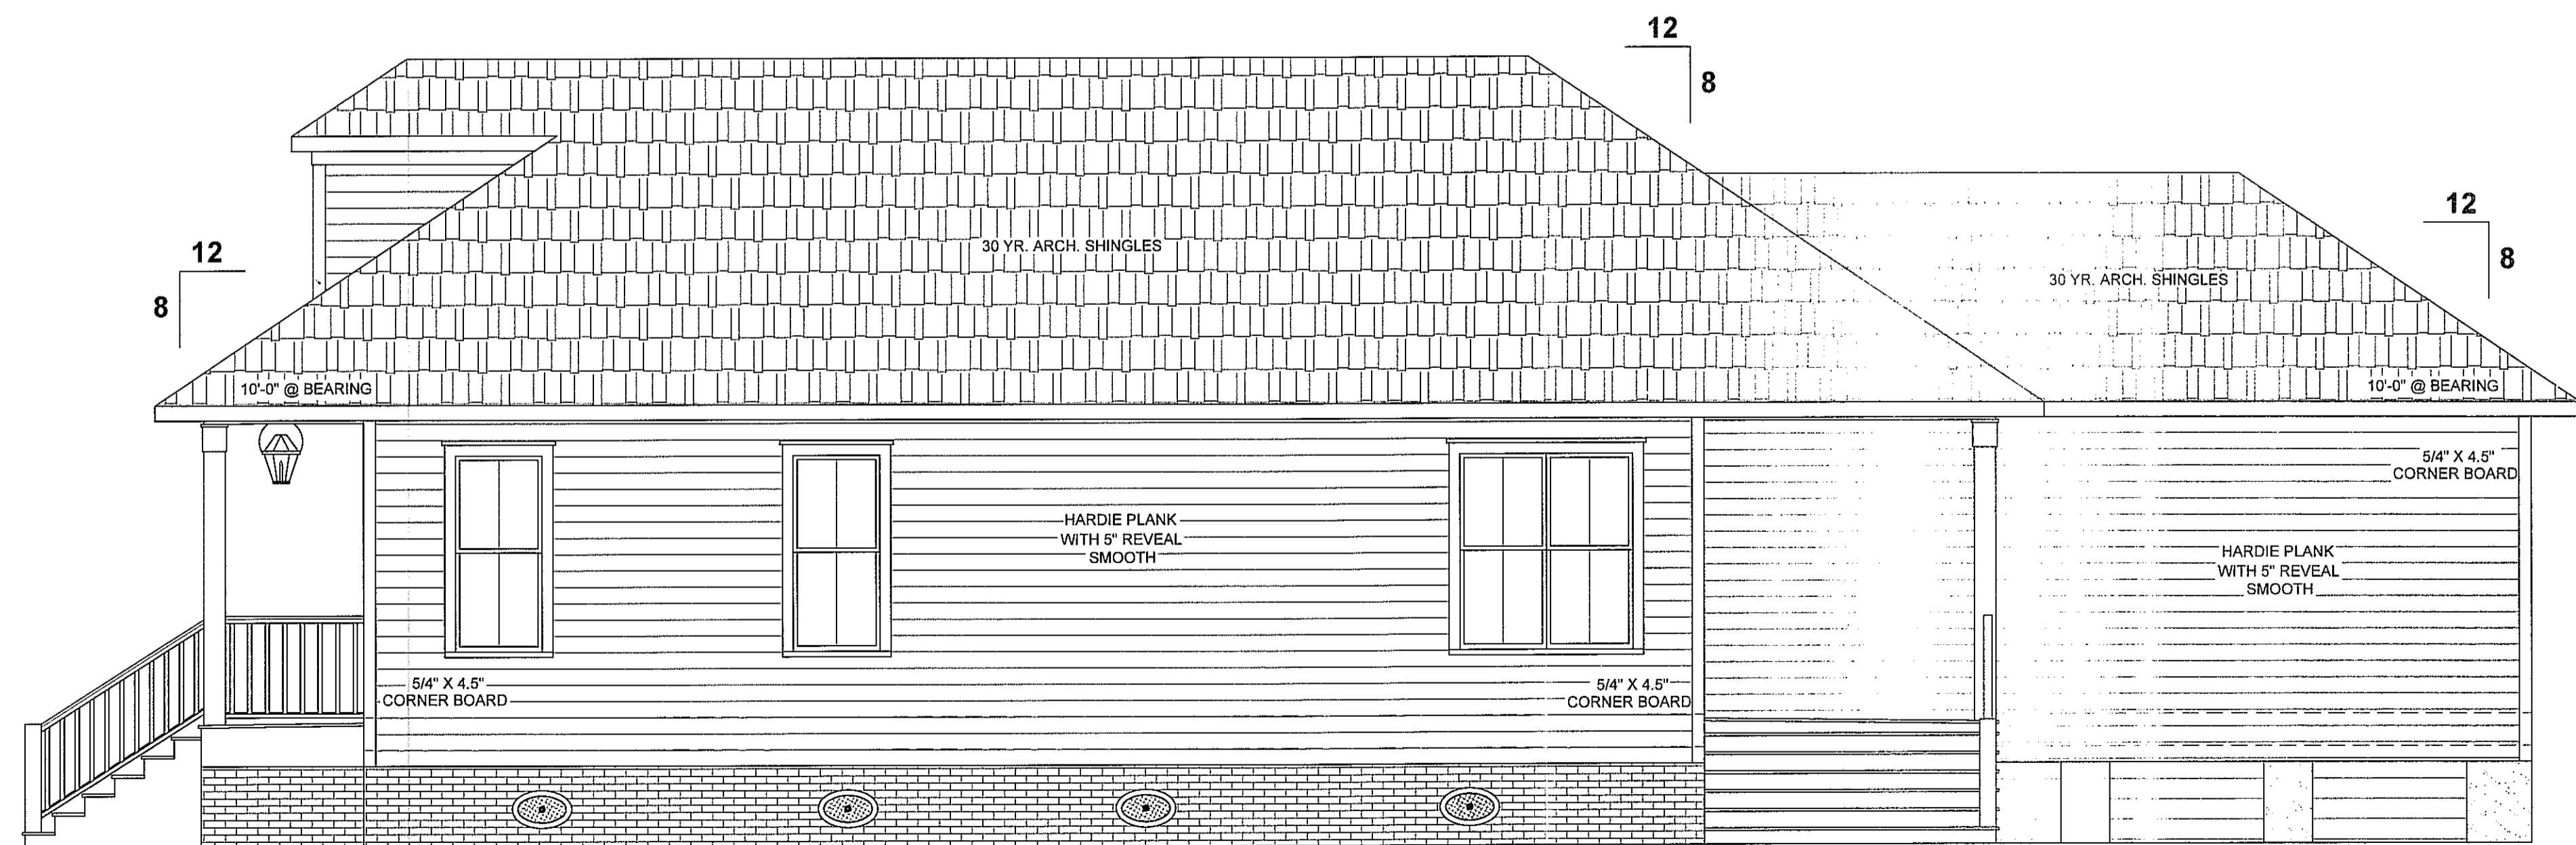 12
8
12
8
12
8
30 YR. ARCH. SHINGLES
30 YR. ARCH. SHINGLES
10'-0" @ BEARING
10'-0" @ BEARING
5/4" X 4.5"
CORNER BOARD
HARDIE PLANK
WITH 5" REVEAL
SMOOTH
HARDIE PLANK
WITH 5" REVEAL
SMOOTH
5/4" X 4.5"
CORNER BOARD
5/4" X 4.5"
CORNER BOARD